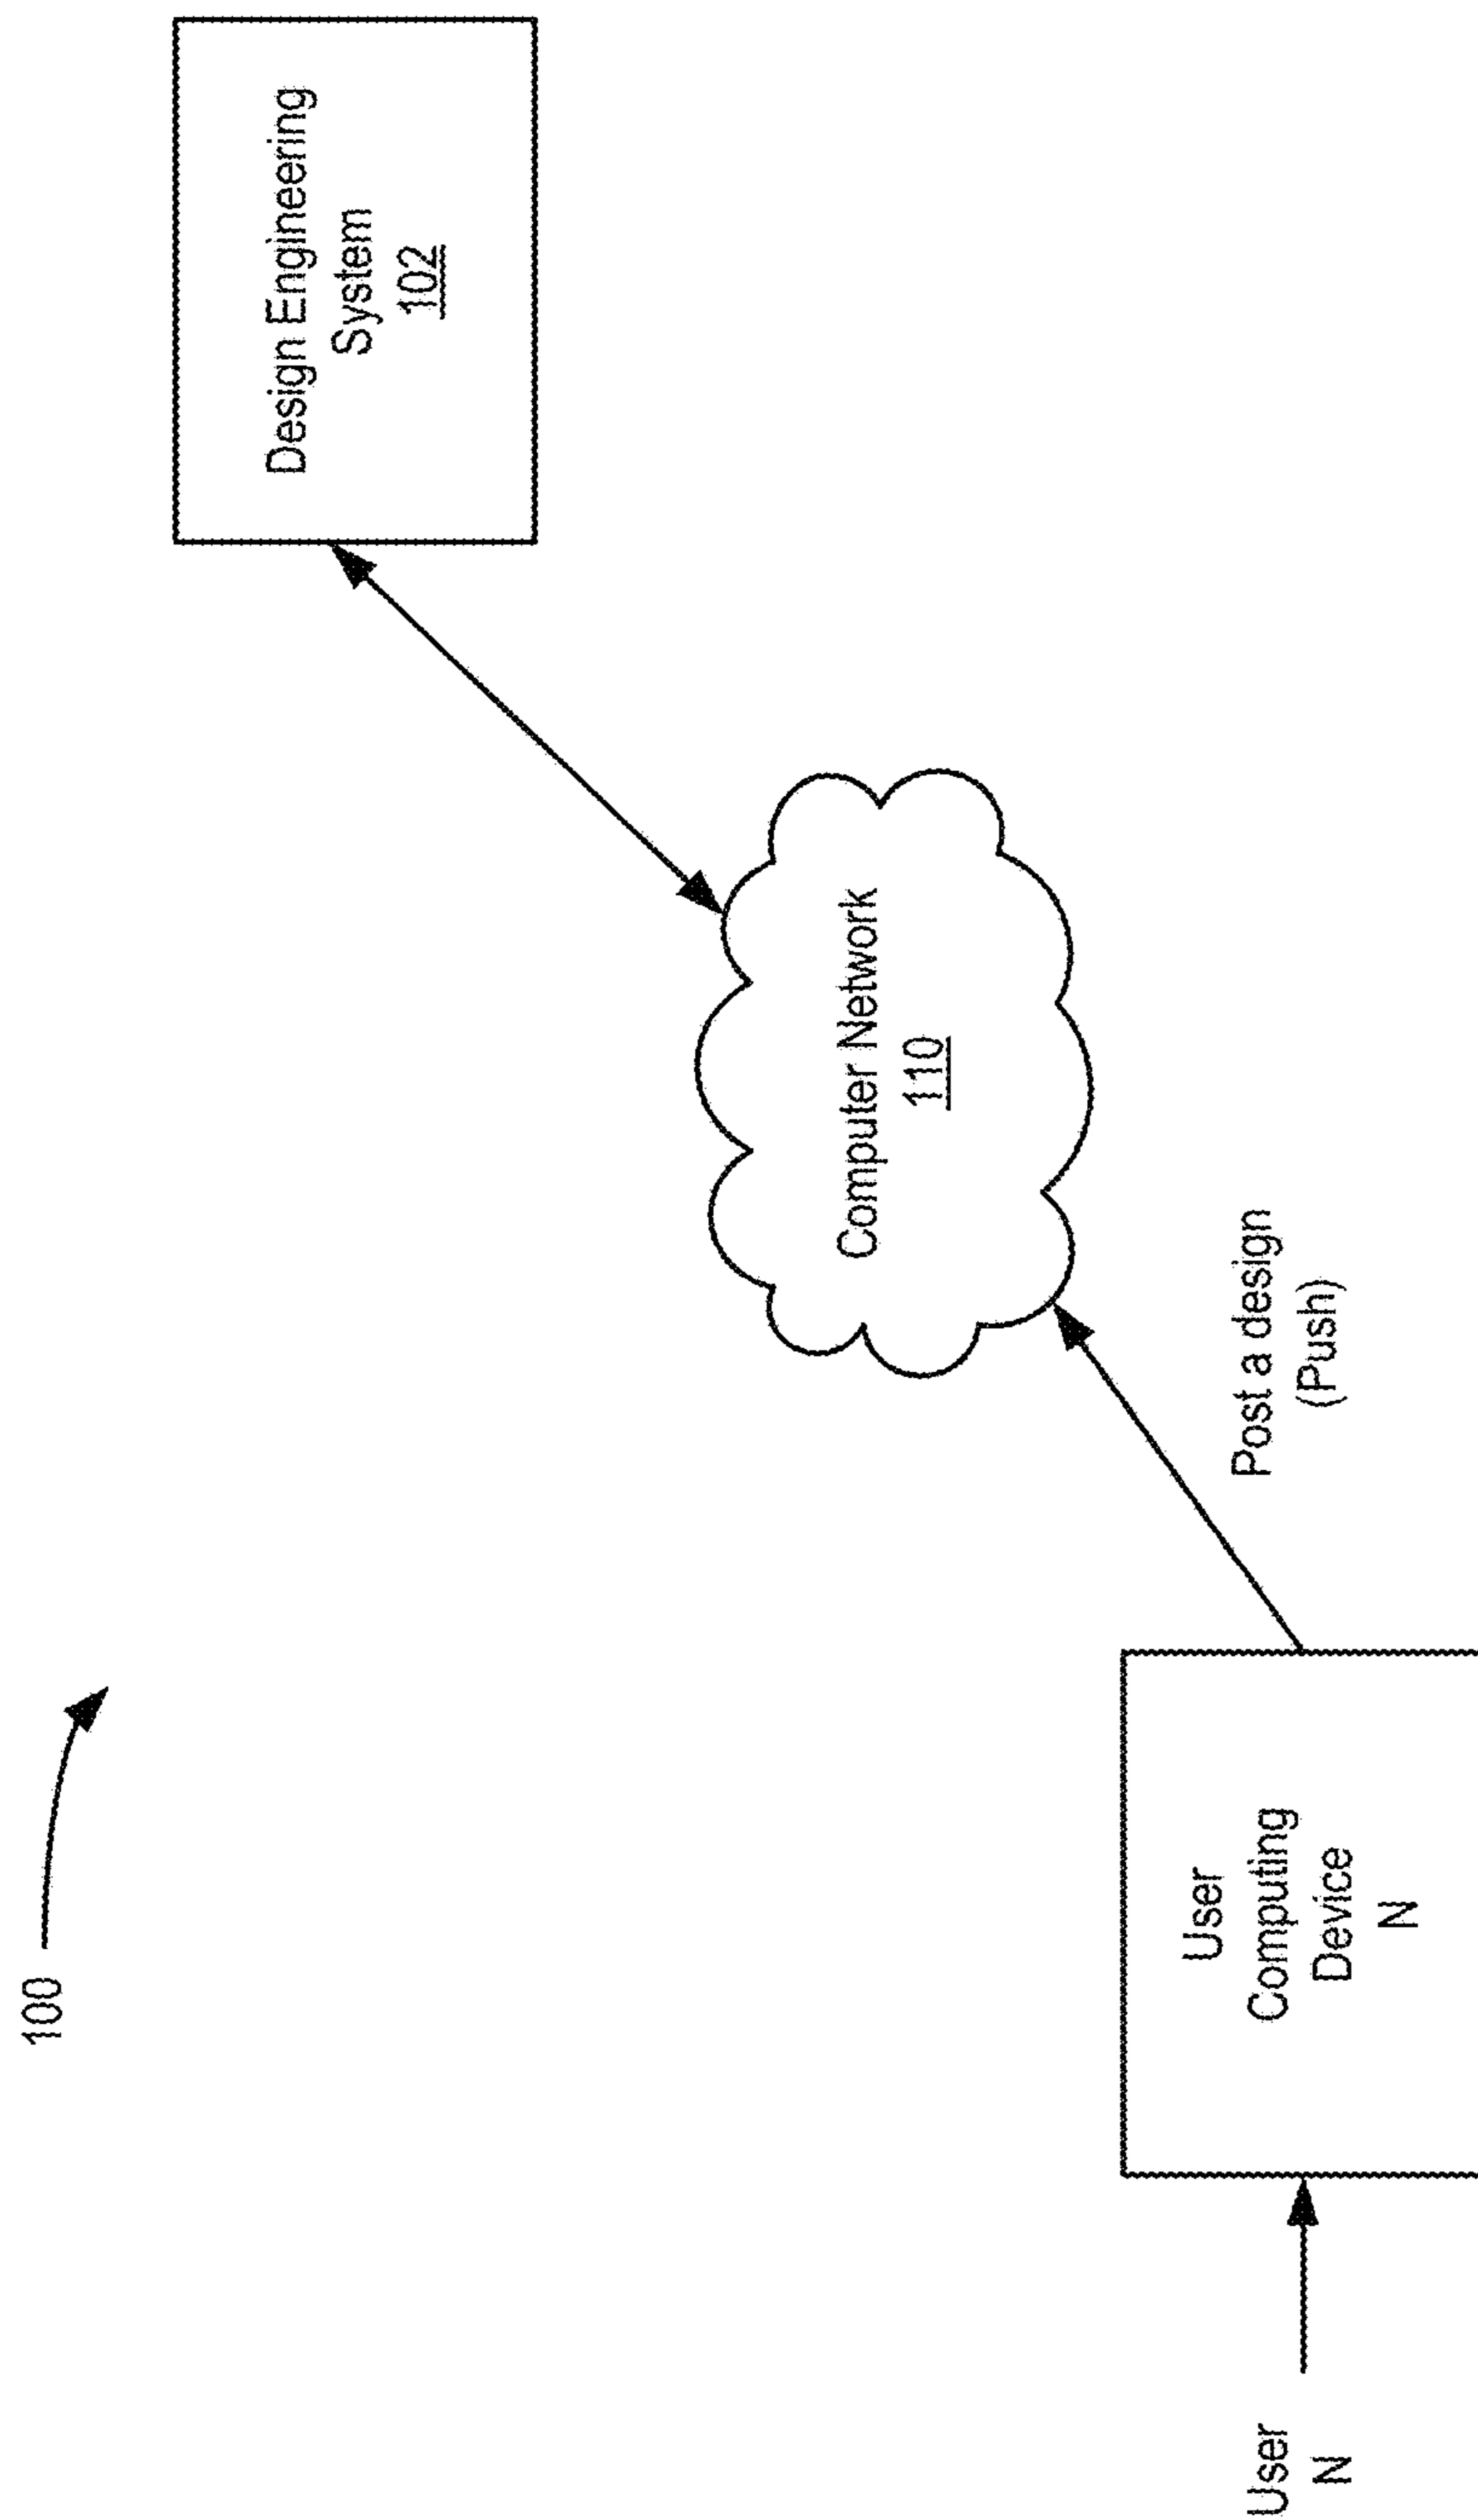 100
Design Engineering
System
102
Computer Network
110
Post a design
(Push)
User
Computing
Device
N
User
N